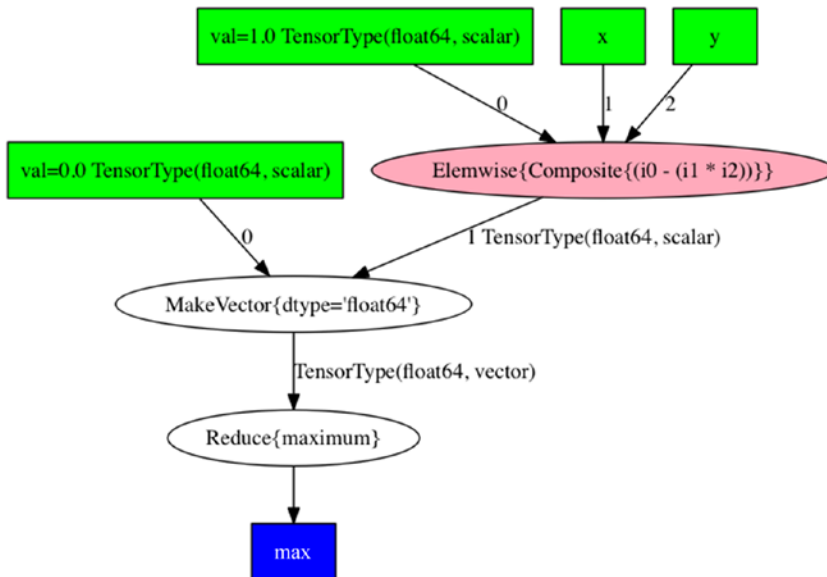 val=1.0 TensorType(float64, scalar)
x
y
0
1
2
val=0.0 TensorType(float64, scalar)
Elemwise{Composite{(i0 - (i1 * i2))}}
0
1 TensorType(float64, scalar)
MakeVector{dtype='float64'}
TensorType(float64, vector)
Reduce{maximum}
max